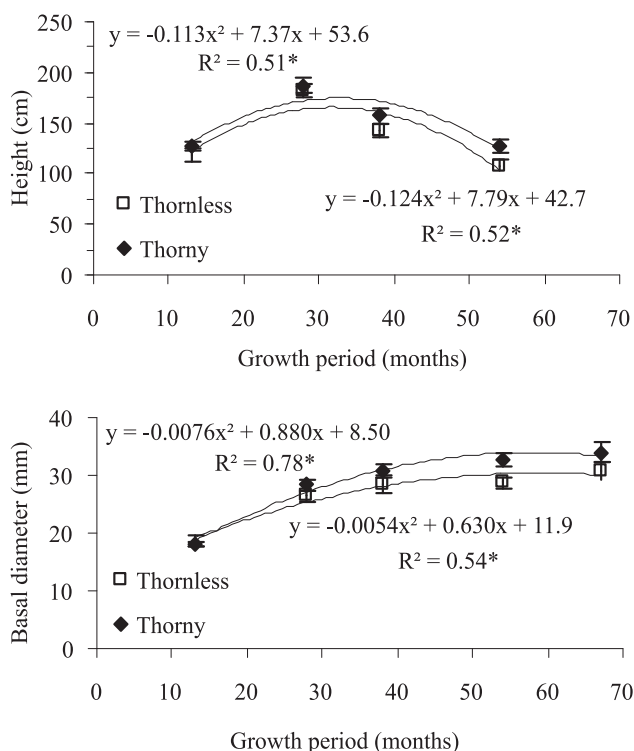 250
y = -0.113x² + 7.37x + 53.6
200
R² = 0.51*
Height (cm)
150
100
y = -0.124x² + 7.79x + 42.7
Thornless
R² = 0.52*
50
Thorny
0
0 10 20 30 40 50 60 70
Growth period (months)
40
y = -0.0076x² + 0.880x + 8.50
R² = 0.78*
30
Basal diameter (mm)
y = -0.0054x² + 0.630x + 11.9
20
R² = 0.54*
Thornless
10
Thorny
0
0 10 20 30 40 50 60 70
Growth period (months)